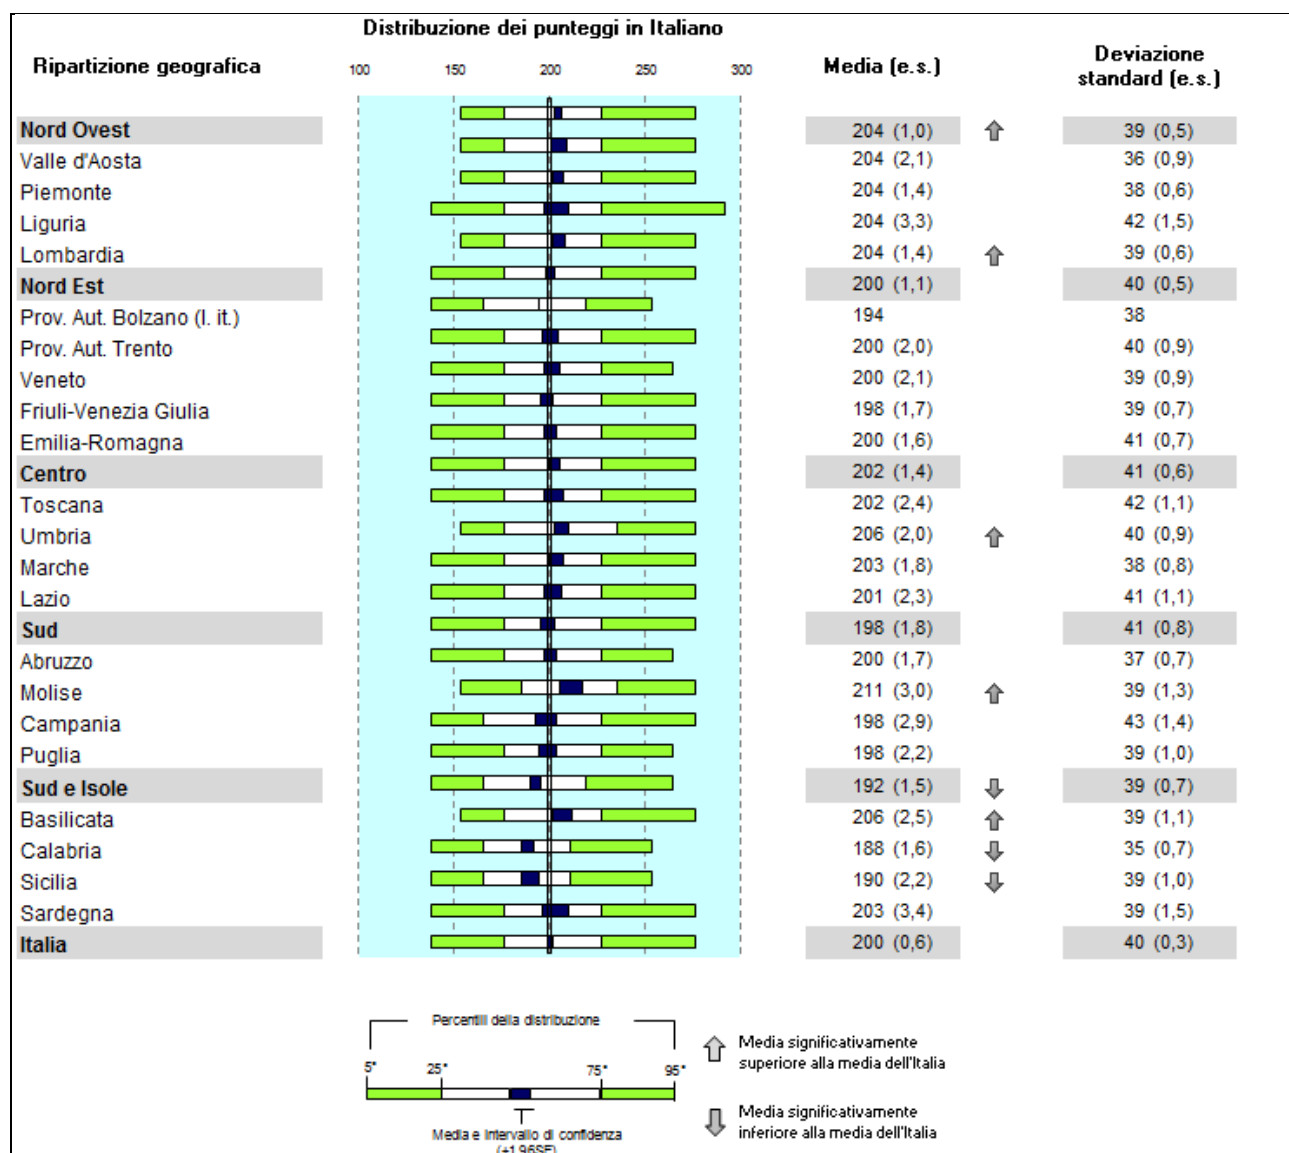 Distribuzione dei punteggi in Italiano
Ripartizione geografica 100 150 200 250 300 Media (e.s.) Deviazione standard (e.s.)
Nord Ovest 204 (1,0) 39 (0,5)
Valle d'Aosta 204 (2,1) 36 (0,9)
Piemonte 204 (1,4) 38 (0,6)
Liguria 204 (3,3) 42 (1,5)
Lombardia 204 (1,4) 39 (0,6)
Nord Est 200 (1,1) 40 (0,5)
Prov. Aut. Bolzano (l. it.) 194 38
Prov. Aut. Trento 200 (2,0) 40 (0,9)
Veneto 200 (2,1) 39 (0,9)
Friuli-Venezia Giulia 198 (1,7) 39 (0,7)
Emilia-Romagna 200 (1,6) 41 (0,7)
Centro 202 (1,4) 41 (0,6)
Toscana 202 (2,4) 42 (1,1)
Umbria 206 (2,0) 40 (0,9)
Marche 203 (1,8) 38 (0,8)
Lazio 201 (2,3) 41 (1,1)
Sud 198 (1,8) 41 (0,8)
Abruzzo 200 (1,7) 37 (0,7)
Molise 211 (3,0) 39 (1,3)
Campania 198 (2,9) 43 (1,4)
Puglia 198 (2,2) 39 (1,0)
Sud e Isole 192 (1,5) 39 (0,7)
Basilicata 206 (2,5) 39 (1,1)
Calabria 188 (1,6) 35 (0,7)
Sicilia 190 (2,2) 39 (1,0)
Sardegna 203 (3,4) 39 (1,5)
Italia 200 (0,6) 40 (0,3)
Percentili della distribuzione
5° 25° 75° 95°
Media e Intervallo di confidenza
(±1.96SE)
Media significativamente
superiore alla media dell'Italia
Media significativamente
inferiore alla media dell'Italia